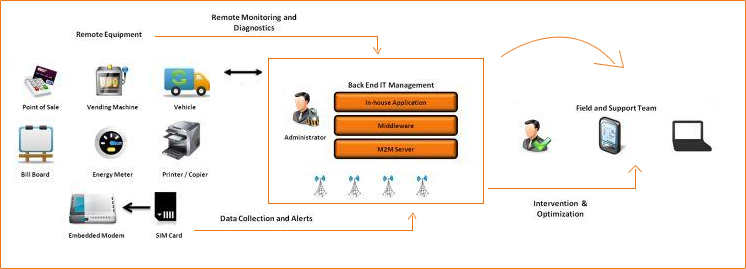 Remote Monitoring and
Diagnostics
Remote Equipment
Back End IT Management
Point of Sale
Vending Machine
Vehicle
In-house Application
Middleware
M2M Server
Administrator
Field and Support Team
Bill Board
Energy Meter
Printer / Copier
Embedded Modem
SIM Card
Data Collection and Alerts
Intervention &
Optimization